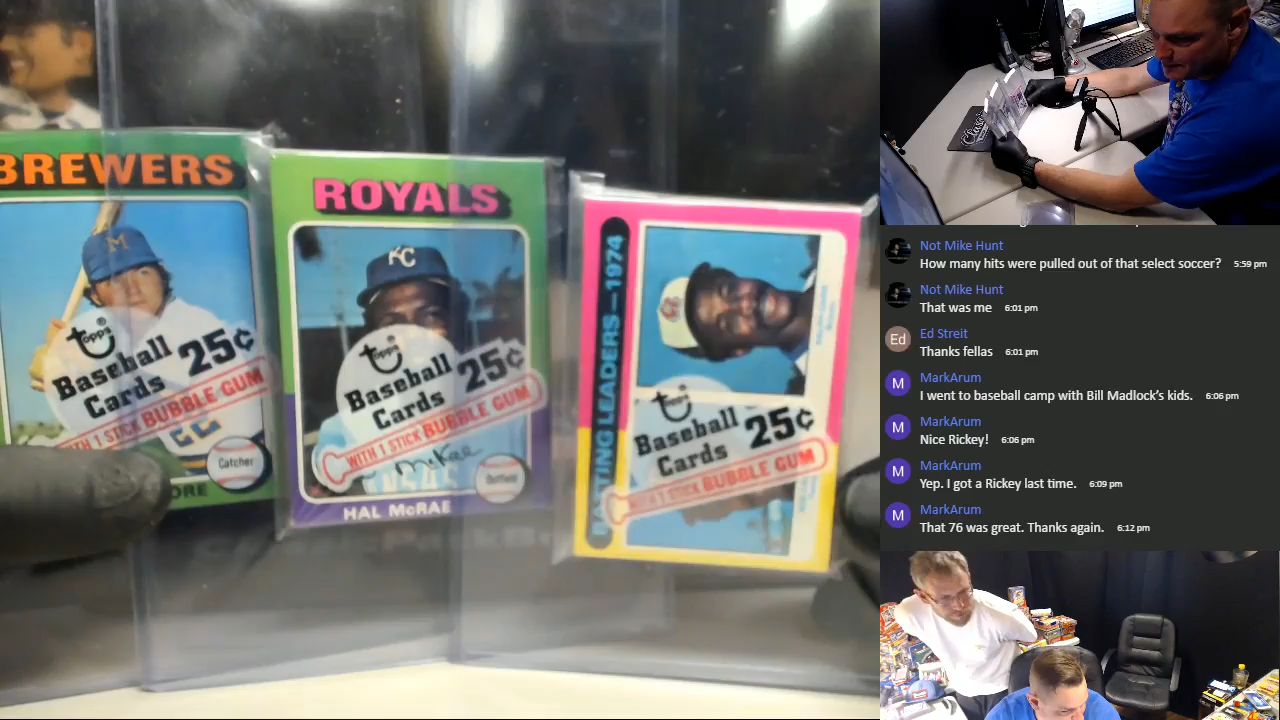 BREWERS
topps
Baseball
Cards
25¢
WITH 1 STICK BUBBLE GUM
Catcher
ORE
ROYALS
KC
topps
Baseball
Cards
25¢
WITH 1 STICK BUBBLE GUM
McRae
Outfield
HAL McRAE
BATTING LEADERS—1974
topps
Baseball
Cards
25¢
WITH 1 STICK BUBBLE GUM
Not Mike Hunt
How many hits were pulled out of that select soccer? 5:59 pm
Not Mike Hunt
That was me 6:01 pm
Ed
Ed Streit
Thanks fellas 6:01 pm
M
MarkArum
I went to baseball camp with Bill Madlock's kids. 6:06 pm
M
MarkArum
Nice Rickey! 6:06 pm
M
MarkArum
Yep. I got a Rickey last time. 6:09 pm
M
MarkArum
That 76 was great. Thanks again. 6:12 pm